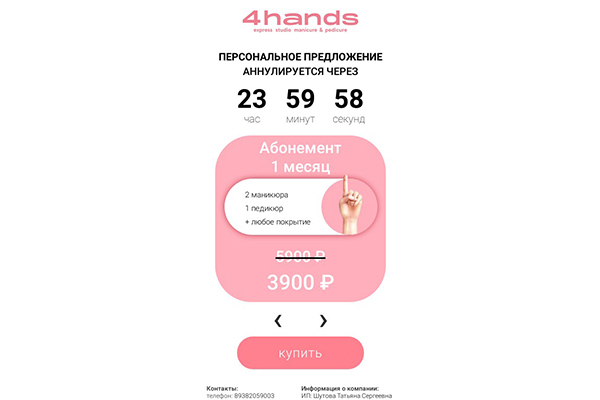 4hands
express studio manicure & pedicure
ПЕРСОНАЛЬНОЕ ПРЕДЛОЖЕНИЕ
АННУЛИРУЕТСЯ ЧЕРЕЗ
23 59 58
час минут секунд
Абонемент
1 месяц
2 маникюра
1 педикюр
+ любое покрытие
5900 ₽
3900 ₽
❮ ❯
купить
Контакты: Информация о компании:
телефон: 89382059003 ИП: Шутова Татьяна Сергеевна